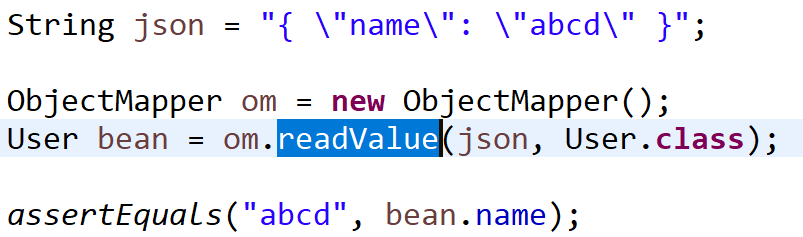 String json = "{ \"name\": \"abcd\" }";
ObjectMapper om = new ObjectMapper();
User bean = om.readValue(json, User.class);
assertEquals("abcd", bean.name);